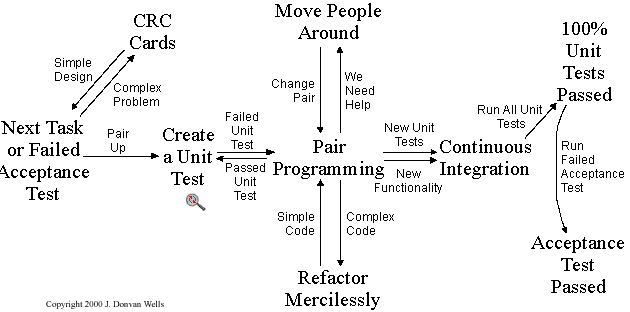 CRC
Cards
Simple
Design
Complex
Problem
Next Task
or Failed
Acceptance
Test
Pair
Up
Create
a Unit
Test
Failed
Unit
Test
Passed
Unit
Test
Move People
Around
Change
Pair
We
Need
Help
Pair
Programming
Simple
Code
Complex
Code
Refactor
Mercilessly
New Unit
Tests
New
Functionality
Continuous
Integration
Run All Unit
Tests
100%
Unit
Tests
Passed
Run
Failed
Acceptance
Test
Acceptance
Test
Passed
Copyright 2000 J. Donvan Wells